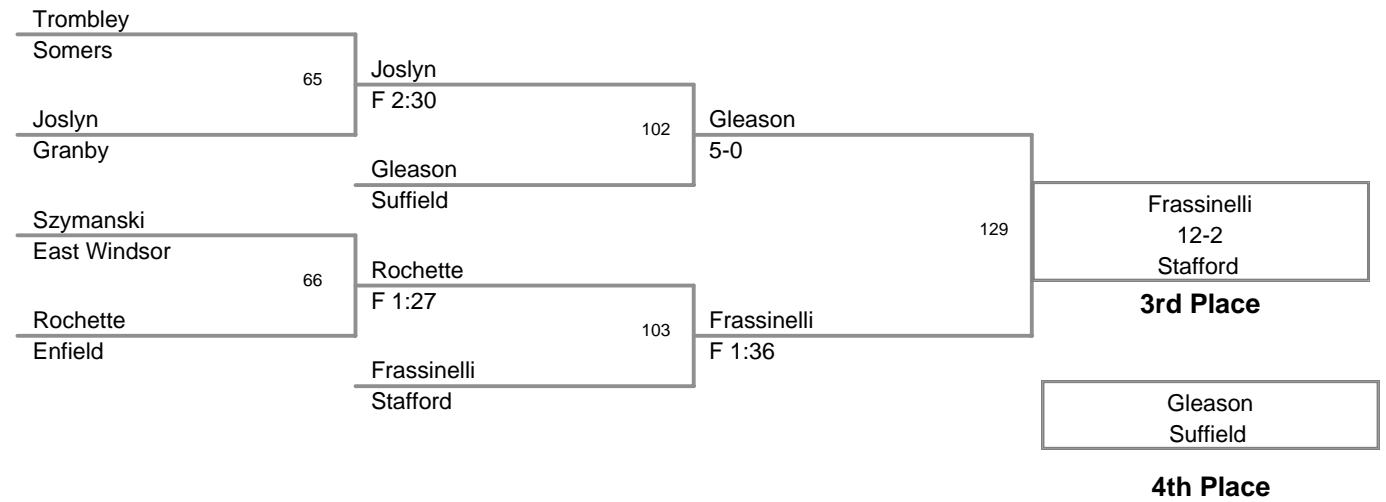 Trombley
Somers
65
Joslyn
F 2:30
Joslyn
Granby
102
Gleason
5-0
Gleason
Suffield
Szymanski
East Windsor
66
Rochette
F 1:27
Rochette
Enfield
103
Frassinelli
F 1:36
Frassinelli
Stafford
129
Frassinelli
12-2
Stafford
3rd Place
Gleason
Suffield
4th Place